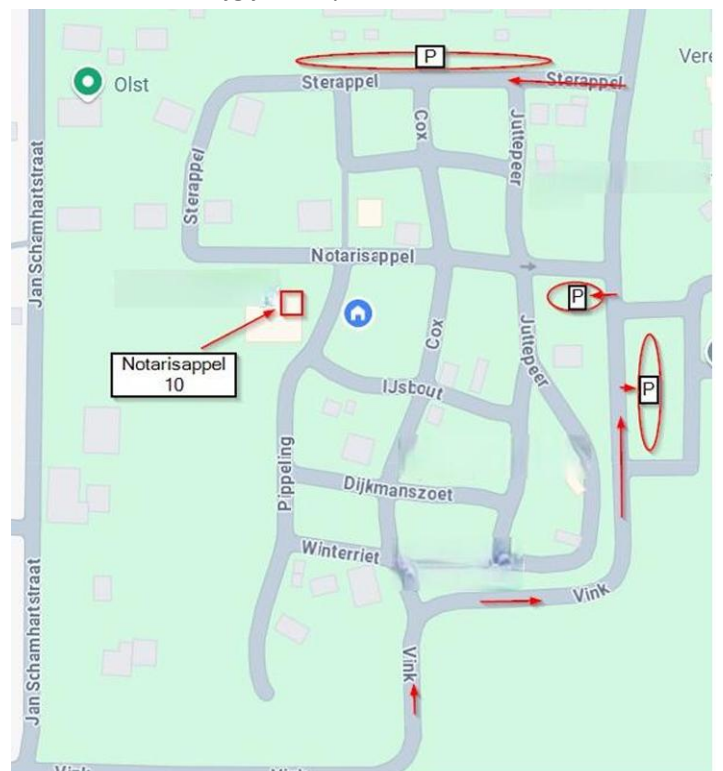 P
Sterappel
Sterappel
Olst
Cox
Juttepeer
Sterappel
Jan Schamhartstraat
Notarisappel
P
Notarisappel
10
Cox
Juttepeer
P
IJsbout
Pippeling
Dijkmanszoet
Winterriet
Vink
Jan Schamhartstraat
Vink
Vink